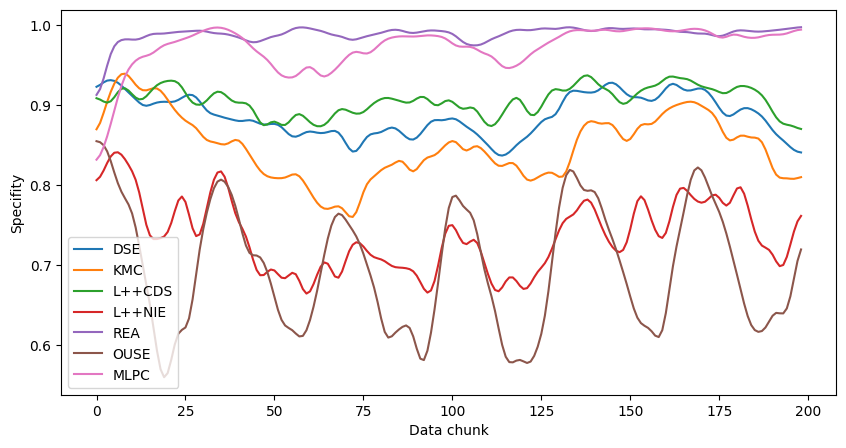 1.0
0.9
0.8
0.7
0.6
Specifity
DSE
KMC
L++CDS
L++NIE
REA
OUSE
MLPC
0 25 50 75 100 125 150 175 200
Data chunk